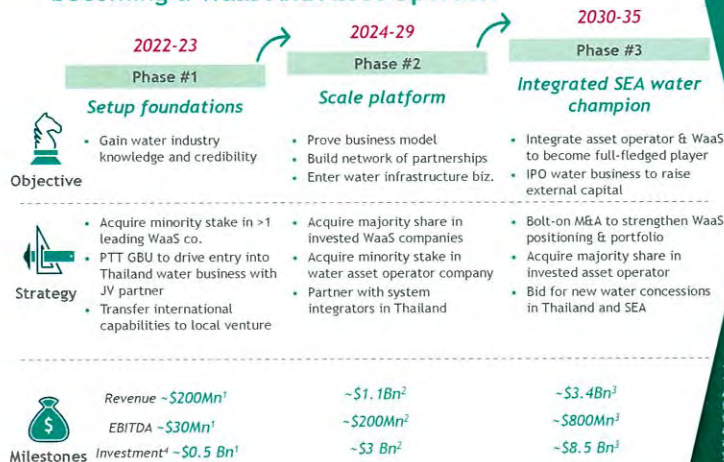 2022-23
2024-29
2030-35
Phase #1
Phase #2
Phase #3
Setup foundations
Scale platform
Integrated SEA water
champion
Objective
• Gain water industry
knowledge and credibility
• Prove business model
• Build network of partnerships
• Enter water infrastructure biz.
• Integrate asset operator & WaaS
to become full-fledged player
• IPO water business to raise
external capital
Strategy
• Acquire minority stake in >1
leading WaaS co.
• PTT GBU to drive entry into
Thailand water business with
JV partner
• Transfer international
capabilities to local venture
• Acquire majority share in
invested WaaS companies
• Acquire minority stake in
water asset operator company
• Partner with system
integrators in Thailand
• Bolt-on M&A to strengthen WaaS
positioning & portfolio
• Acquire majority share in
invested asset operator
• Bid for new water concessions
in Thailand and SEA
Milestones
Revenue ~$200Mn¹
~$1.1Bn²
~$3.4Bn³
EBITDA ~$30Mn¹
~$200Mn²
~$800Mn³
Investment⁴ ~$0.5 Bn¹
~$3 Bn²
~$8.5 Bn³